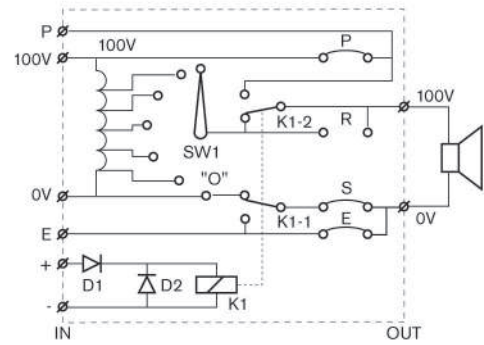 P
100V
100V
P
K1-2
100V
R
SW1
0V
"O"
S
K1-1
E
0V
E
+
D1
D2
K1
-
IN
OUT